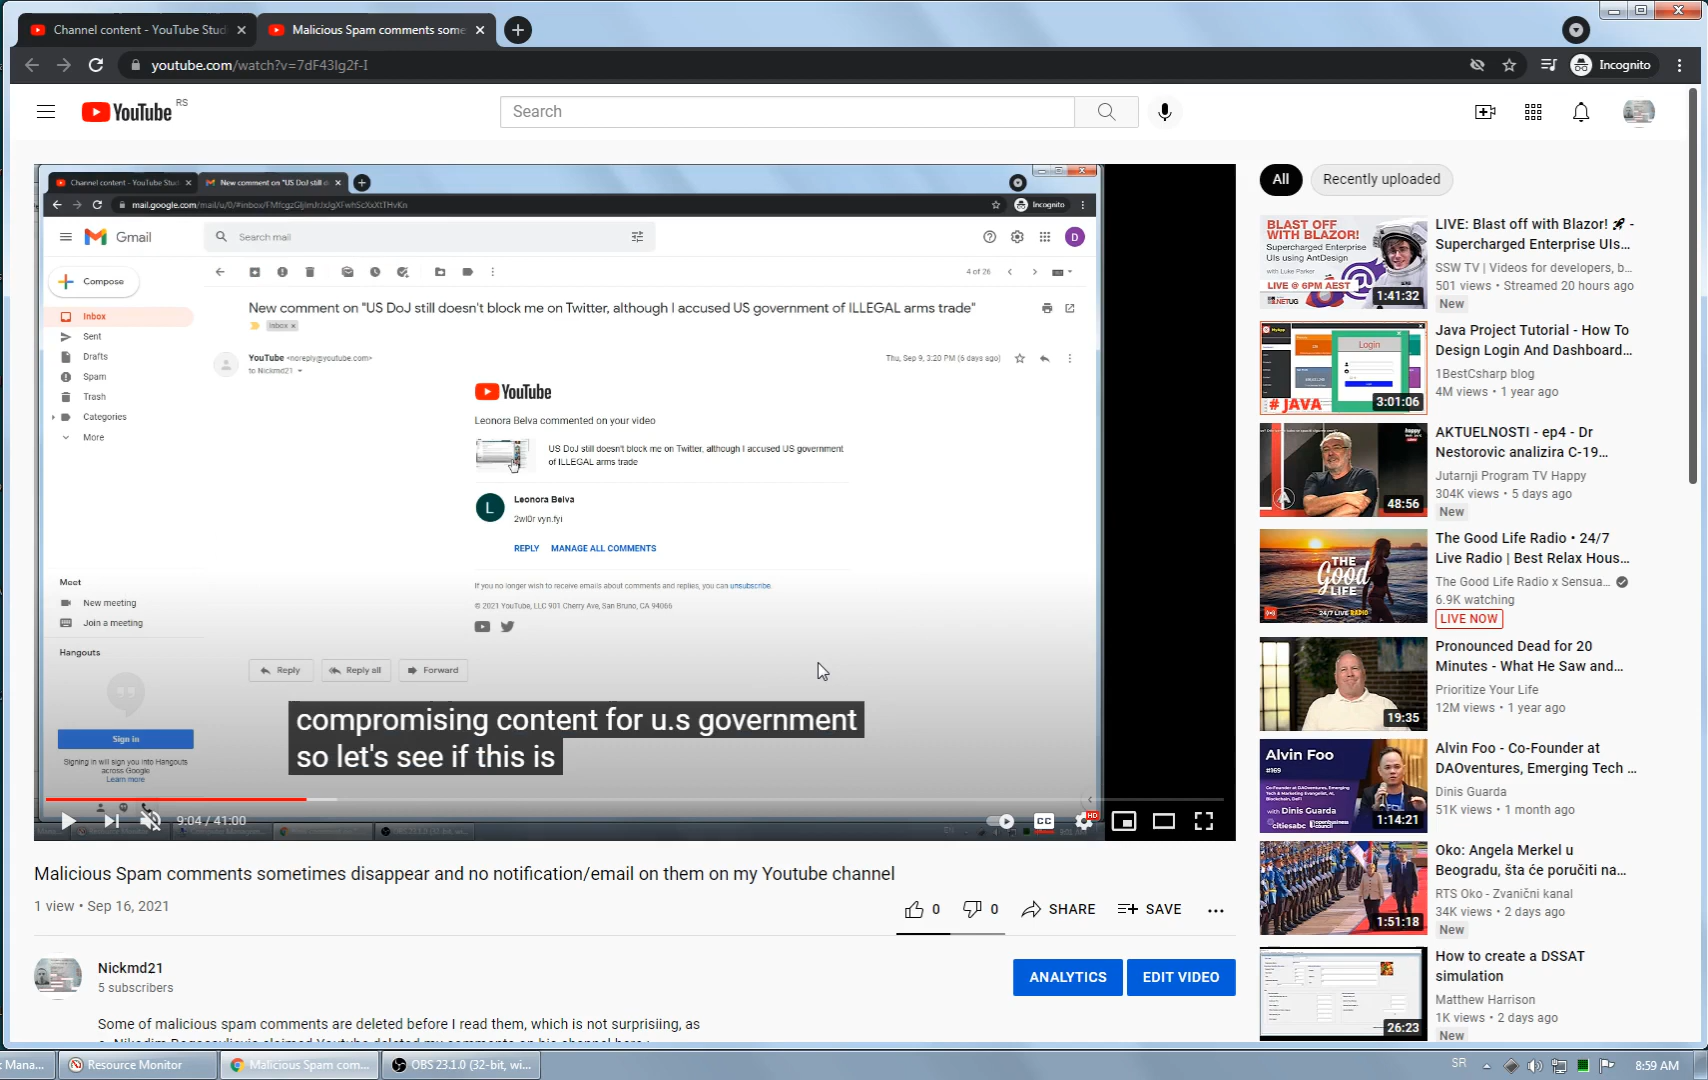 Channel content - YouTube Stud
Malicious Spam comments some
youtube.com/watch?v=7dF43lg2f-I
Incognito
YouTube RS
Search
Channel content - YouTube Stud
New comment on "US DoJ still d
Incognito
Gmail
Search mail
D
Compose
4 of 26
Inbox
Sent
Drafts
Spam
Trash
Categories
More
New comment on "US DoJ still doesn't block me on Twitter, although I accused US government of ILLEGAL arms trade"
Inbox x
YouTube <noreply@youtube.com>
to Nickmd21
Thu, Sep 9, 3:20 PM (6 days ago)
YouTube
Leonora Belva commented on your video
US DoJ still doesn't block me on Twitter, although I accused US government
of ILLEGAL arms trade
L
Leonora Belva
2wl0r vyn.fyi
REPLY MANAGE ALL COMMENTS
If you no longer wish to receive emails about comments and replies, you can unsubscribe.
© 2021 YouTube, LLC 901 Cherry Ave, San Bruno, CA 94066
Meet
New meeting
Join a meeting
Hangouts
Reply Reply all Forward
Sign in
Signing in will sign you into Hangouts
across Google
Learn more
compromising content for u.s government
so let's see if this is
9:04 / 41:00
CC
HD
Malicious Spam comments sometimes disappear and no notification/email on them on my Youtube channel
1 view • Sep 16, 2021
0 0 SHARE SAVE
Nickmd21
5 subscribers
ANALYTICS EDIT VIDEO
Some of malicious spam comments are deleted before I read them, which is not surprisiing, as
All Recently uploaded
BLAST OFF
WITH BLAZOR!
Supercharged Enterprise
UIs using AntDesign
with Luke Parker
LIVE @ 6PM AEST
1:41:32
LIVE: Blast off with Blazor! 🚀 -
Supercharged Enterprise UIs...
SSW TV | Videos for developers, b...
501 views • Streamed 20 hours ago
New
Login
# JAVA
3:01:06
Java Project Tutorial - How To
Design Login And Dashboard...
1BestCsharp blog
4M views • 1 year ago
48:56
AKTUELNOSTI - ep4 - Dr
Nestorovic analizira C-19...
Jutarnji Program TV Happy
304K views • 5 days ago
New
THE
Good
LIFE
24/7 LIVE RADIO
The Good Life Radio • 24/7
Live Radio | Best Relax Hous...
The Good Life Radio x Sensua...
6.9K watching
LIVE NOW
19:35
Pronounced Dead for 20
Minutes - What He Saw and...
Prioritize Your Life
12M views • 1 year ago
Alvin Foo
#169
with Dinis Guarda
citiesabc
1:14:21
Alvin Foo - Co-Founder at
DAOventures, Emerging Tech ...
Dinis Guarda
51K views • 1 month ago
1:51:18
Oko: Angela Merkel u
Beogradu, šta će poručiti na...
RTS Oko - Zvanični kanal
34K views • 2 days ago
New
26:23
How to create a DSSAT
simulation
Matthew Harrison
1K views • 2 days ago
New
Mana...
Resource Monitor
Malicious Spam com...
OBS 23.1.0 (32-bit, wi...
SR
8:59 AM